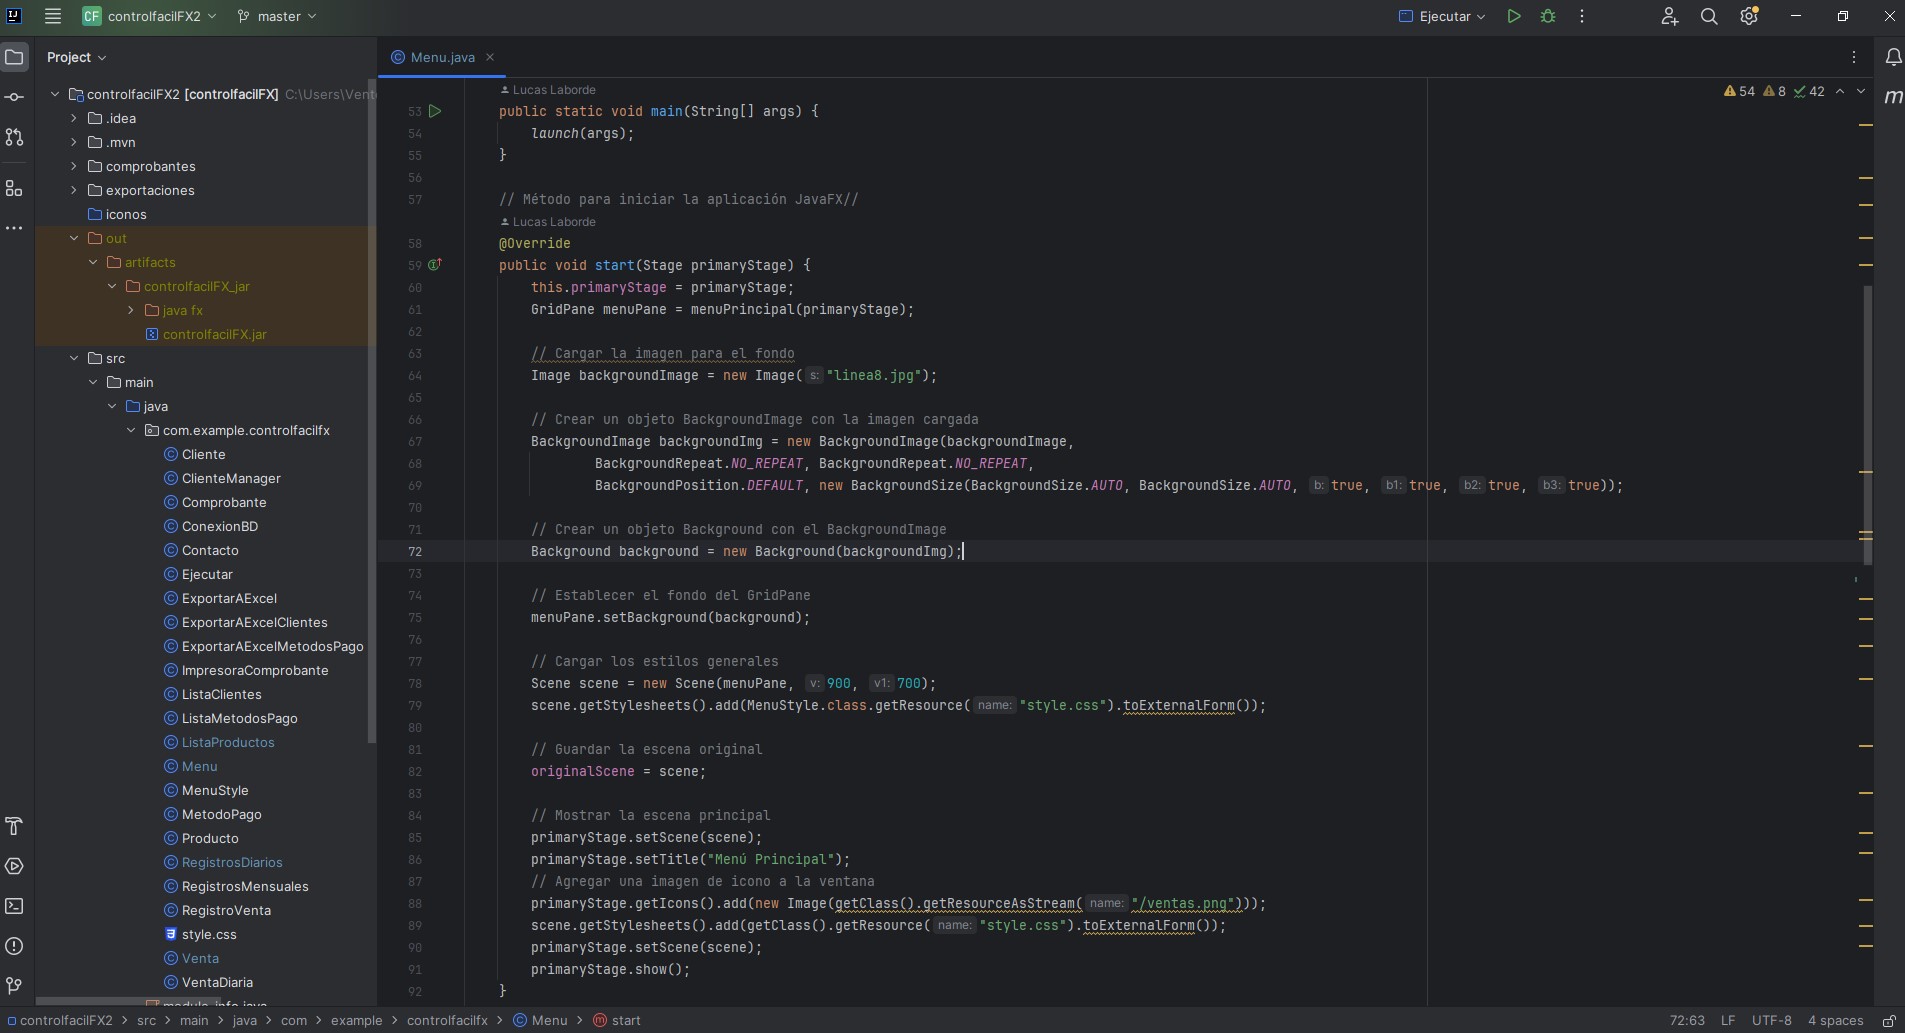 IJ CF controlfacilFX2 master Ejecutar
Project
Menu.java
controlfacilFX2 [controlfacilFX] C:\Users\Vent
.idea
.mvn
comprobantes
exportaciones
iconos
out
artifacts
controlfacilFX_jar
java fx
controlfacilFX.jar
src
main
java
com.example.controlfacilfx
Cliente
ClienteManager
Comprobante
ConexionBD
Contacto
Ejecutar
ExportarAExcel
ExportarAExcelClientes
ExportarAExcelMetodosPago
ImpresoraComprobante
ListaClientes
ListaMetodosPago
ListaProductos
Menu
MenuStyle
MetodoPago
Producto
RegistrosDiarios
RegistrosMensuales
RegistroVenta
style.css
Venta
VentaDiaria
module-info.java
54 8 42
Lucas Laborde
53 public static void main(String[] args) {
54 launch(args);
55 }
56
57 // Método para iniciar la aplicación JavaFX//
Lucas Laborde
58 @Override
59 public void start(Stage primaryStage) {
60 this.primaryStage = primaryStage;
61 GridPane menuPane = menuPrincipal(primaryStage);
62
63 // Cargar la imagen para el fondo
64 Image backgroundImage = new Image( s: "linea8.jpg");
65
66 // Crear un objeto BackgroundImage con la imagen cargada
67 BackgroundImage backgroundImg = new BackgroundImage(backgroundImage,
68 BackgroundRepeat.NO_REPEAT, BackgroundRepeat.NO_REPEAT,
69 BackgroundPosition.DEFAULT, new BackgroundSize(BackgroundSize.AUTO, BackgroundSize.AUTO, b: true, b1: true, b2: true, b3: true));
70
71 // Crear un objeto Background con el BackgroundImage
72 Background background = new Background(backgroundImg);
73
74 // Establecer el fondo del GridPane
75 menuPane.setBackground(background);
76
77 // Cargar los estilos generales
78 Scene scene = new Scene(menuPane, v: 900, v1: 700);
79 scene.getStylesheets().add(MenuStyle.class.getResource( name: "style.css").toExternalForm());
80
81 // Guardar la escena original
82 originalScene = scene;
83
84 // Mostrar la escena principal
85 primaryStage.setScene(scene);
86 primaryStage.setTitle("Menú Principal");
87 // Agregar una imagen de icono a la ventana
88 primaryStage.getIcons().add(new Image(getClass().getResourceAsStream( name: "/ventas.png")));
89 scene.getStylesheets().add(getClass().getResource( name: "style.css").toExternalForm());
90 primaryStage.setScene(scene);
91 primaryStage.show();
92 }
m
controlfacilFX2 > src > main > java > com > example > controlfacilfx > Menu > start 72:63 LF UTF-8 4 spaces